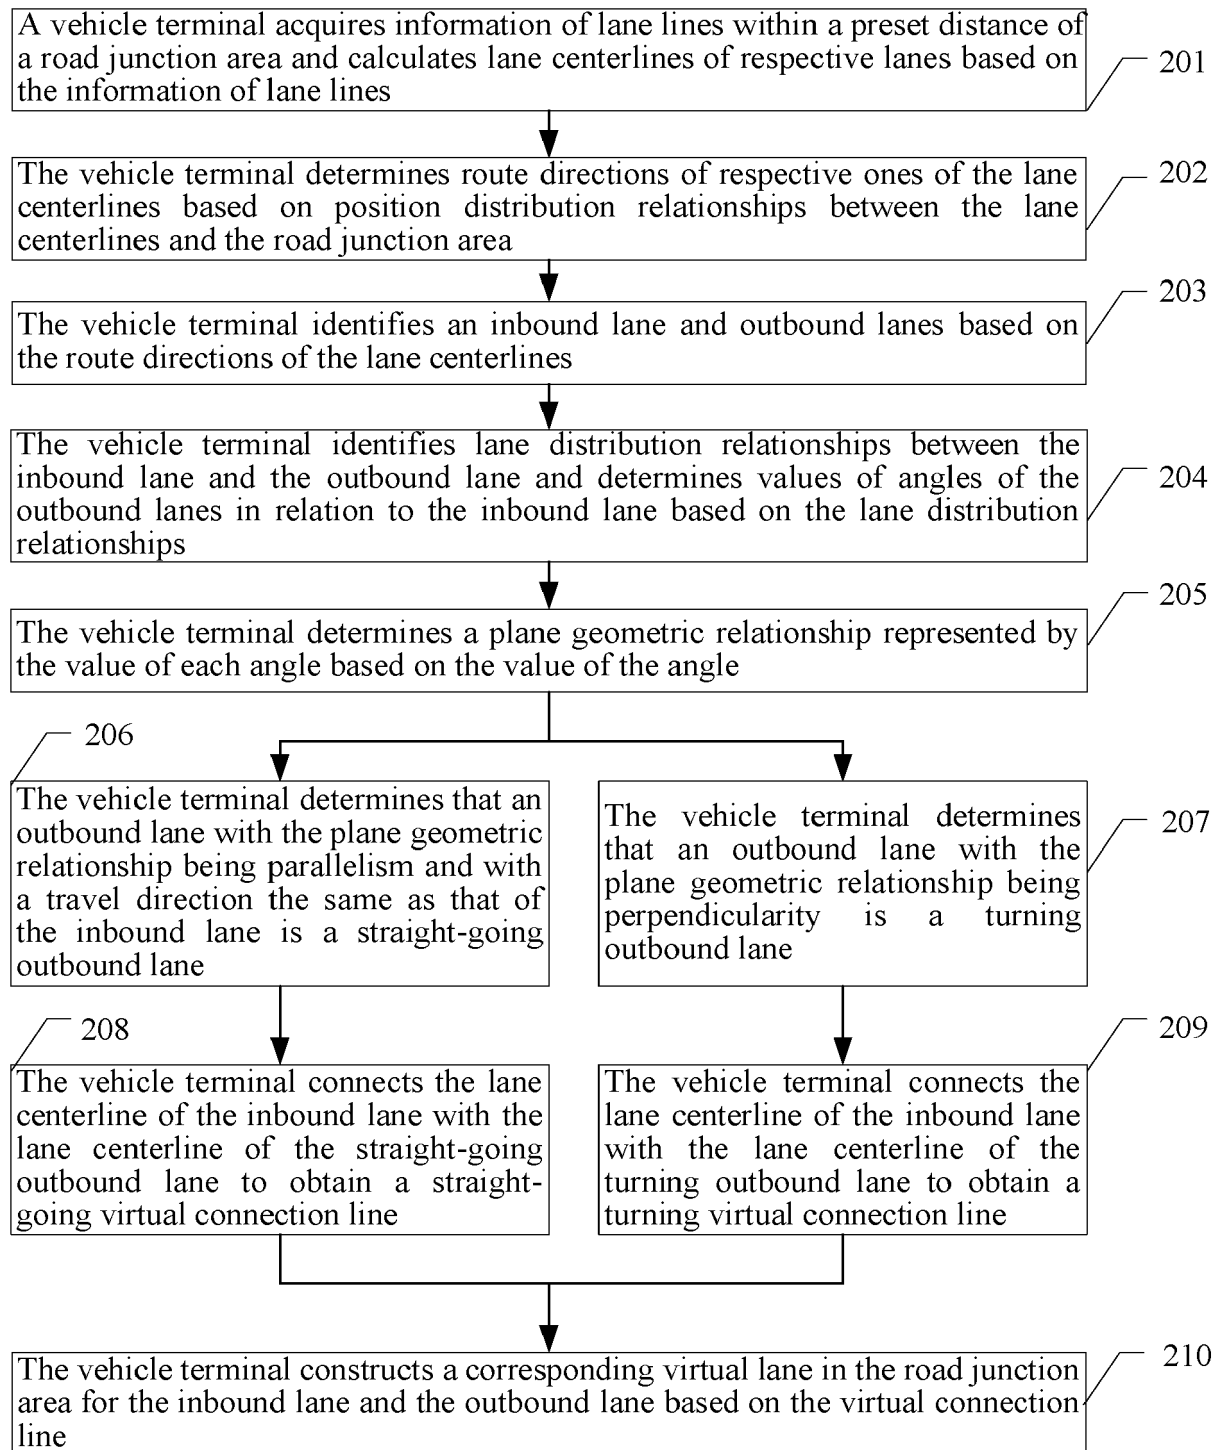 A vehicle terminal acquires information of lane lines within a preset distance of
a road junction area and calculates lane centerlines of respective lanes based on
the information of lane lines
201
The vehicle terminal determines route directions of respective ones of the lane
centerlines based on position distribution relationships between the lane
centerlines and the road junction area
202
203
The vehicle terminal identifies an inbound lane and outbound lanes based on
the route directions of the lane centerlines
The vehicle terminal identifies lane distribution relationships between the
inbound lane and the outbound lane and determines values of angles of the
outbound lanes in relation to the inbound lane based on the lane distribution
relationships
204
205
The vehicle terminal determines a plane geometric relationship represented by
the value of each angle based on the value of the angle
206
The vehicle terminal determines that an
outbound lane with the plane geometric
relationship being parallelism and with
a travel direction the same as that of
the inbound lane is a straight-going
outbound lane
The vehicle terminal determines
that an outbound lane with the
plane geometric relationship being
perpendicularity is a turning
outbound lane
207
208
The vehicle terminal connects the lane
centerline of the inbound lane with the
lane centerline of the straight-going
outbound lane to obtain a straight-
going virtual connection line
209
The vehicle terminal connects the
lane centerline of the inbound lane
with the lane centerline of the
turning outbound lane to obtain a
turning virtual connection line
210
The vehicle terminal constructs a corresponding virtual lane in the road junction
area for the inbound lane and the outbound lane based on the virtual connection
line